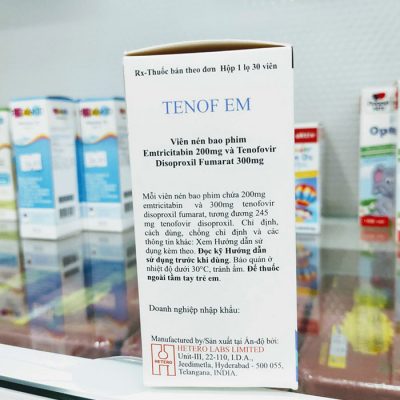 Rx-Thuốc bán theo đơn Hộp 1 lọ 30 viên
TENOF EM
Viên nén bao phim
Emtricitabin 200mg và Tenofovir
Disoproxil Fumarat 300mg
Mỗi viên nén bao phim chứa 200mg
emtricitabin và 300mg tenofovir
disoproxil fumarat, tương đương 245
mg tenofovir disoproxil. Chỉ định,
cách dùng, chống chỉ định và các
thông tin khác: Xem Hướng dẫn sử
dụng kèm theo. Đọc kỹ Hướng dẫn
sử dụng trước khi dùng. Bảo quản ở
nhiệt độ dưới 30°C, tránh ẩm. Để thuốc
ngoài tầm tay trẻ em.
Doanh nghiệp nhập khẩu:
Manufactured by/Sản xuất tại Ấn-độ bởi:
HETERO LABS LIMITED
Unit-III, 22-110, I.D.A.,
Jeedimetla, Hyderabad - 500 055,
Telangana, INDIA.
HETERO